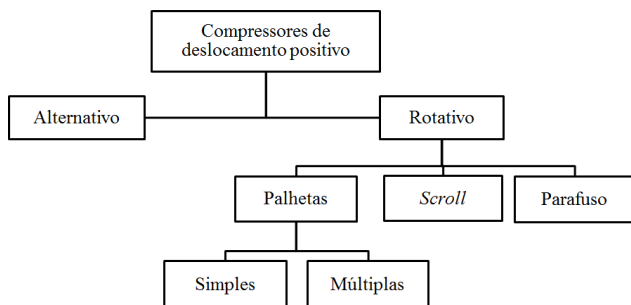 Compressores de
deslocamento positivo
Alternativo
Rotativo
Palhetas
Scroll
Parafuso
Simples
Múltiplas